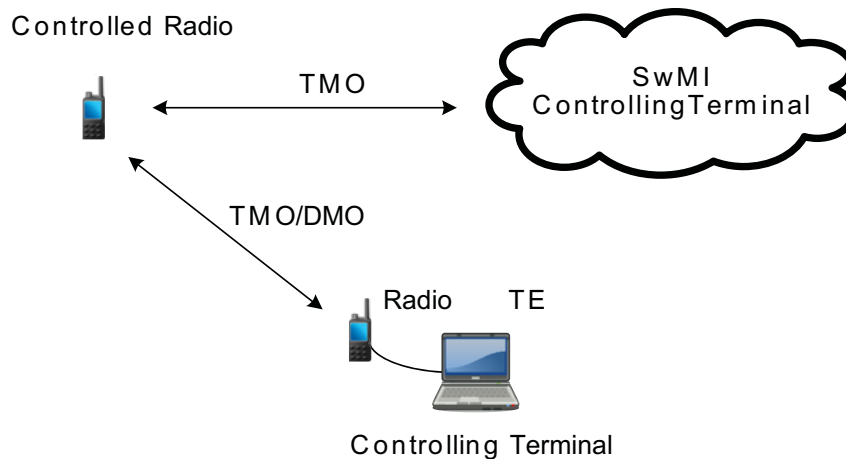 Controlled Radio
TMO
SwMI
ControllingTerminal
TMO/DMO
Radio TE
Controlling Terminal